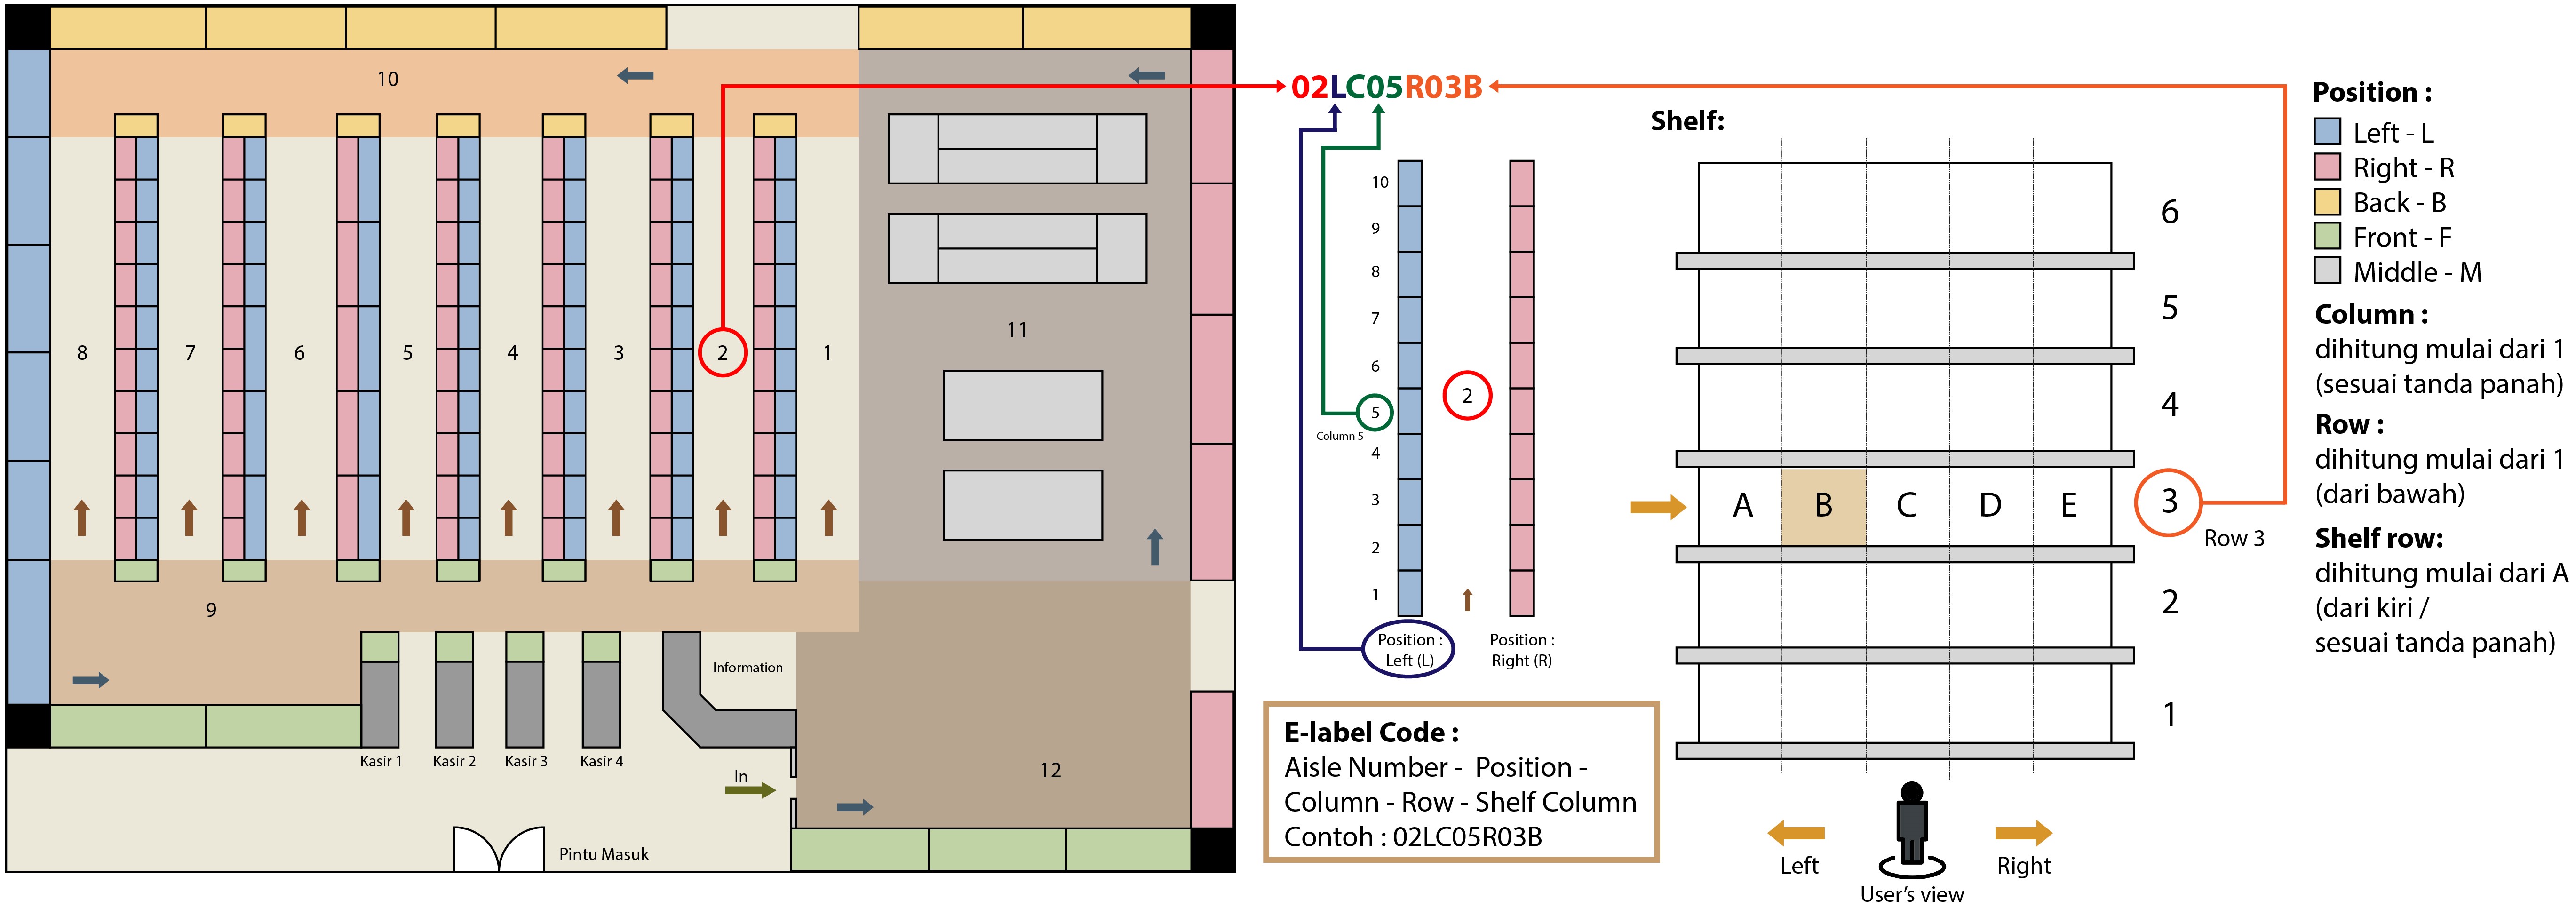 10
8
7
6
5
4
3
2
1
11
9
Information
Kasir 1
Kasir 2
Kasir 3
Kasir 4
In
12
Pintu Masuk
02LC05R03B
10
9
8
7
6
5
Column 5
4
3
2
1
2
Position :
Left (L)
Position :
Right (R)
E-label Code :
Aisle Number - Position -
Column - Row - Shelf Column
Contoh : 02LC05R03B
Shelf:
6
5
4
A B C D E
3
Row 3
2
1
Left
Right
User's view
Position :
Left - L
Right - R
Back - B
Front - F
Middle - M
Column :
dihitung mulai dari 1
(sesuai tanda panah)
Row :
dihitung mulai dari 1
(dari bawah)
Shelf row:
dihitung mulai dari A
(dari kiri /
sesuai tanda panah)